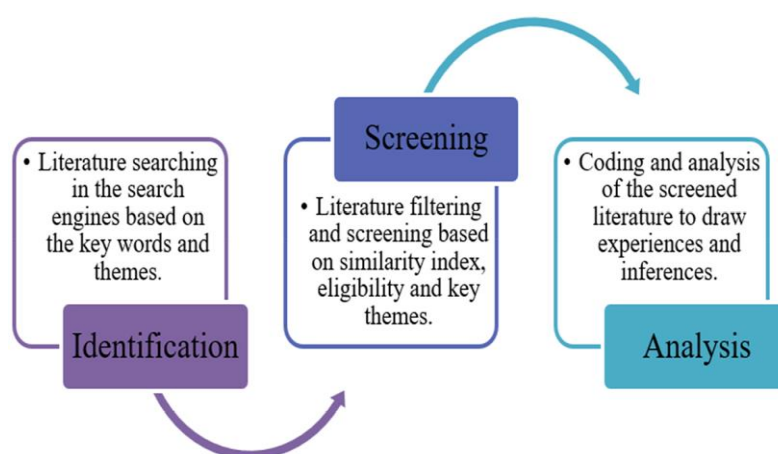 • Literature searching
in the search
engines based on
the key words and
themes.
Identification
Screening
• Literature filtering
and screening based
on similarity index,
eligibility and key
themes.
• Coding and analysis
of the screened
literature to draw
experiences and
inferences.
Analysis